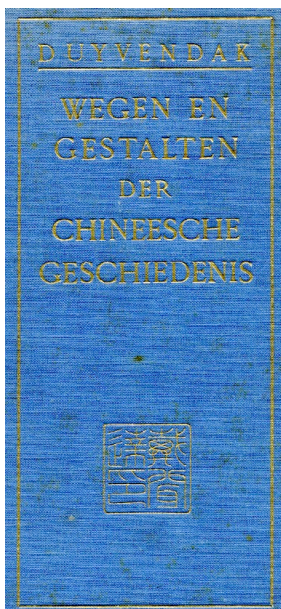 DUYVENDAK
WEGEN EN
GESTALTEN
DER
CHINEESCHE
GESCHIEDENIS